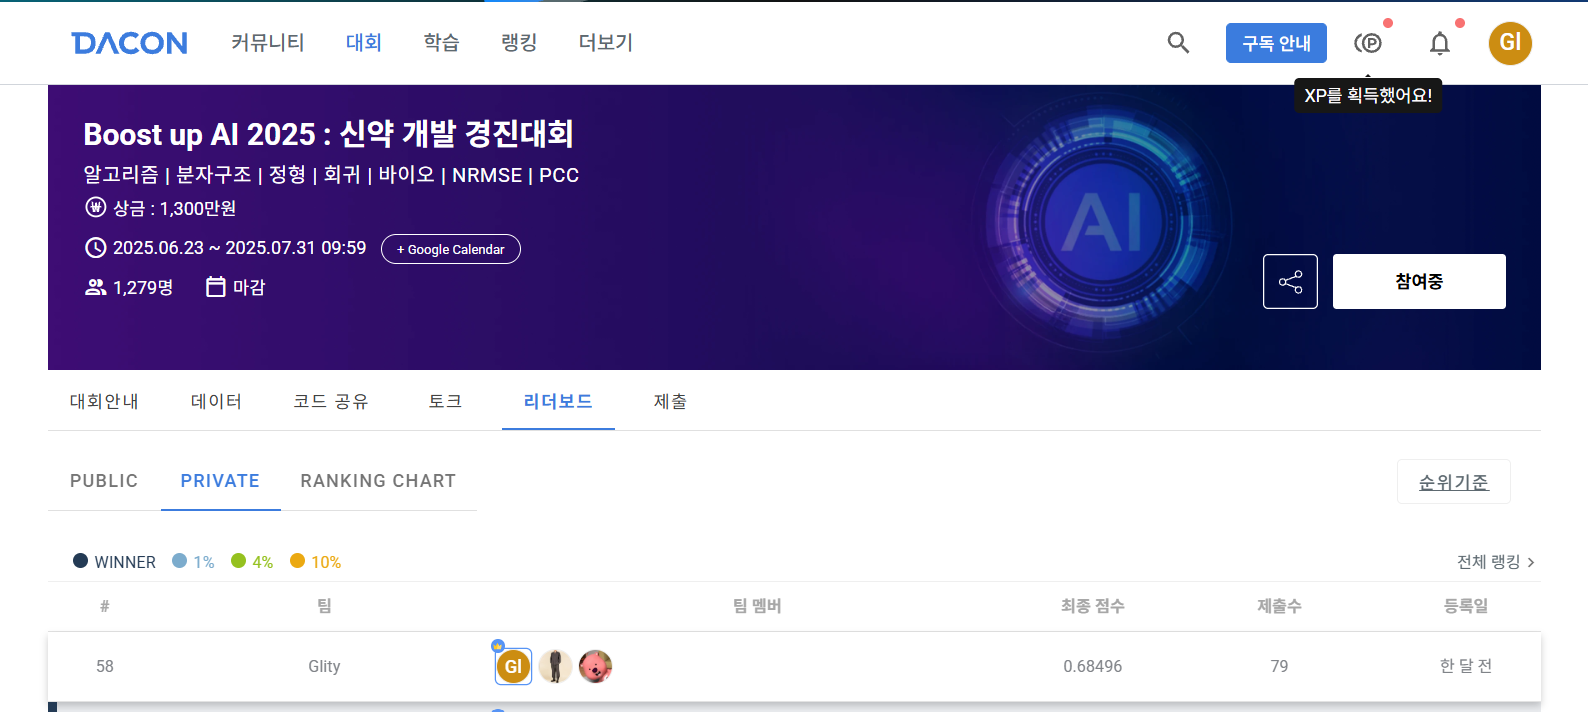 DACON 커뮤니티 대회 학습 랭킹 더보기 구독 안내 P GI
XP를 획득했어요!
Boost up AI 2025 : 신약 개발 경진대회
알고리즘 | 분자구조 | 정형 | 회귀 | 바이오 | NRMSE | PCC
₩ 상금 : 1,300만원
2025.06.23 ~ 2025.07.31 09:59 + Google Calendar
1,279명 마감
AI
참여중
대회안내 데이터 코드 공유 토크 리더보드 제출
PUBLIC PRIVATE RANKING CHART 순위기준
WINNER 1% 4% 10% 전체 랭킹 >
# 팀 팀 멤버 최종 점수 제출수 등록일
58 Glity GI 0.68496 79 한 달 전